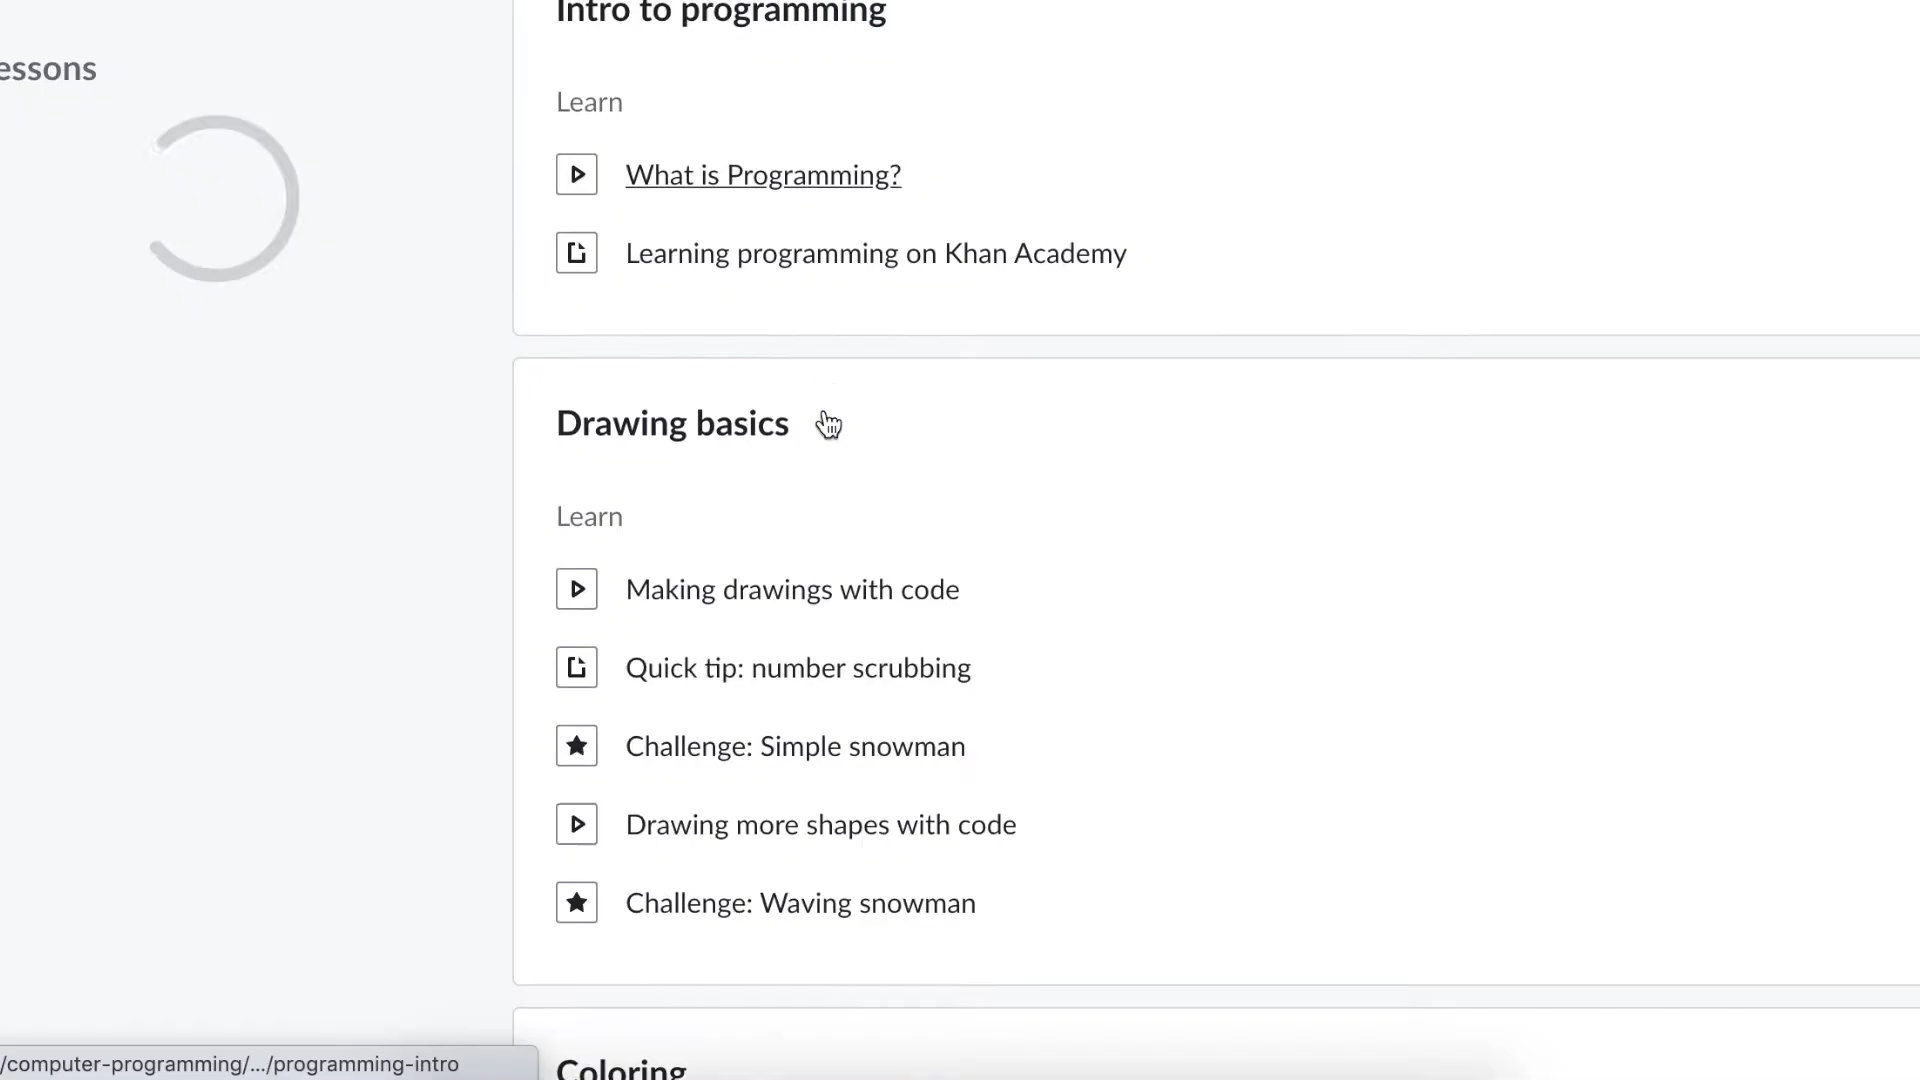 Intro to programming
essons
Learn
What is Programming?
Learning programming on Khan Academy
Drawing basics
Learn
Making drawings with code
Quick tip: number scrubbing
Challenge: Simple snowman
Drawing more shapes with code
Challenge: Waving snowman
/computer-programming/.../programming-intro
Coloring